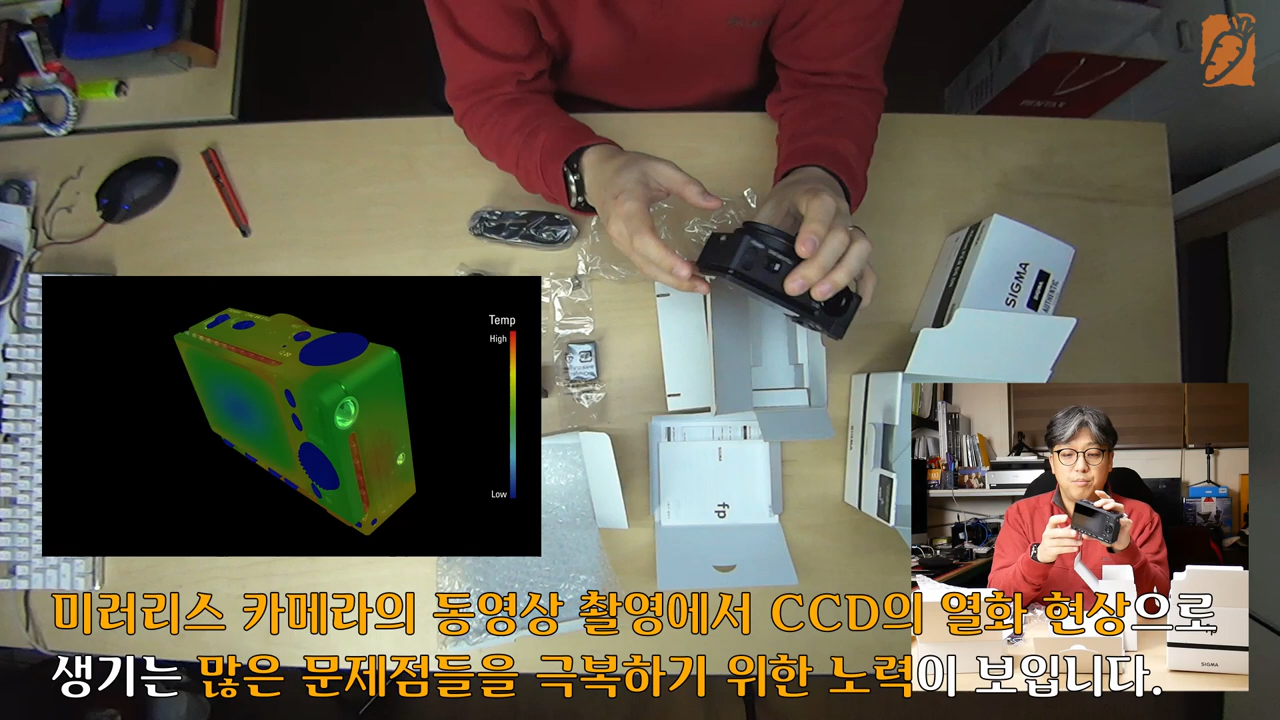 PENTAX
SIGMA
AUTHENTIC
Temp
High
Low
fp
SIGMA
미러리스 카메라의 동영상 촬영에서 CCD의 열화 현상으로
생기는 많은 문제점들을 극복하기 위한 노력이 보입니다.